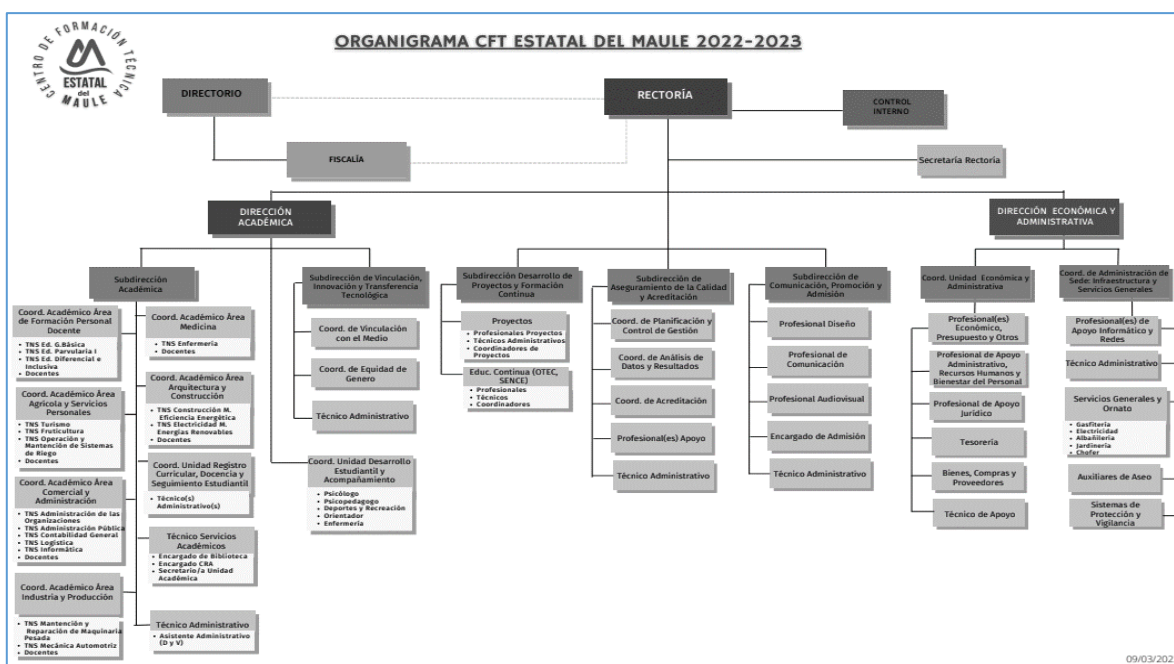 CENTRO DE FORMACIÓN TÉCNICA
ESTATAL
del
MAULE
ORGANIGRAMA CFT ESTATAL DEL MAULE 2022-2023
DIRECTORIO
RECTORÍA
CONTROL
INTERNO
FISCALÍA
Secretaría Rectoría
DIRECCIÓN
ACADÉMICA
DIRECCIÓN ECONÓMICA Y
ADMINISTRATIVA
Subdirección
Académica
Coord. Académico Área
de Formación Personal
Docente
• TNS Ed. G.Básica
• TNS Ed. Parvularia I
• TNS Ed. Diferencial e
Inclusiva
• Docentes
Coord. Académico Área
Agrícola y Servicios
Personales
• TNS Turismo
• TNS Fruticultura
• TNS Operación y
Mantención de Sistemas
de Riego
• Docentes
Coord. Académico Área
Comercial y
Administración
• TNS Administración de las
Organizaciones
• TNS Administración Pública
• TNS Contabilidad General
• TNS Logística
• TNS Informática
• Docentes
Coord. Académico Área
Industria y Producción
• TNS Mantención y
Reparación de Maquinaria
Pesada
• TNS Mecánica Automotriz
• Docentes
Coord. Académico Área
Medicina
• TNS Enfermería
• Docentes
Coord. Académico Área
Arquitectura y
Construcción
• TNS Construcción M.
Eficiencia Energética
• TNS Electricidad M.
Energías Renovables
• Docentes
Coord. Unidad Registro
Curricular, Docencia y
Seguimiento Estudiantil
• Técnico(s)
Administrativo(s)
Técnico Servicios
Académicos
• Encargado de Biblioteca
• Encargado CRA
• Secretario/a Unidad
Académica
Técnico Administrativo
• Asistente Administrativo
(D y V)
Subdirección de Vinculación,
Innovación y Transferencia
Tecnológica
Coord. de Vinculación
con el Medio
Coord. de Equidad de
Genero
Técnico Administrativo
Coord. Unidad Desarrollo
Estudiantil y
Acompañamiento
• Psicólogo
• Psicopedagogo
• Deportes y Recreación
• Orientador
• Enfermería
Subdirección Desarrollo de
Proyectos y Formación
Continua
Proyectos
• Profesionales Proyectos
• Técnicos Administrativos
• Coordinadores de
Proyectos
Educ. Continua (OTEC,
SENCE)
• Profesionales
• Técnicos
• Coordinadores
Subdirección de
Aseguramiento de la Calidad
y Acreditación
Coord. de Planificación y
Control de Gestión
Coord. de Análisis de
Datos y Resultados
Coord. de Acreditación
Profesional(es) Apoyo
Técnico Administrativo
Subdirección de
Comunicación, Promoción y
Admisión
Profesional Diseño
Profesional de
Comunicación
Profesional Audiovisual
Encargado de Admisión
Técnico Administrativo
Coord. Unidad Económica y
Administrativa
Profesional(es)
Económico,
Presupuesto y Otros
Profesional de Apoyo
Administrativo,
Recursos Humanos y
Bienestar del Personal
Profesional de Apoyo
Jurídico
Tesorería
Bienes, Compras y
Proveedores
Técnico de Apoyo
Coord. de Administración de
Sede: Infraestructura y
Servicios Generales
Profesional(es) de
Apoyo Informático y
Redes
Técnico Administrativo
Servicios Generales y
Ornato
• Gasfitería
• Electricidad
• Albañilería
• Jardinería
• Chofer
Auxiliares de Aseo
Sistemas de
Protección y
Vigilancia
09/03/202